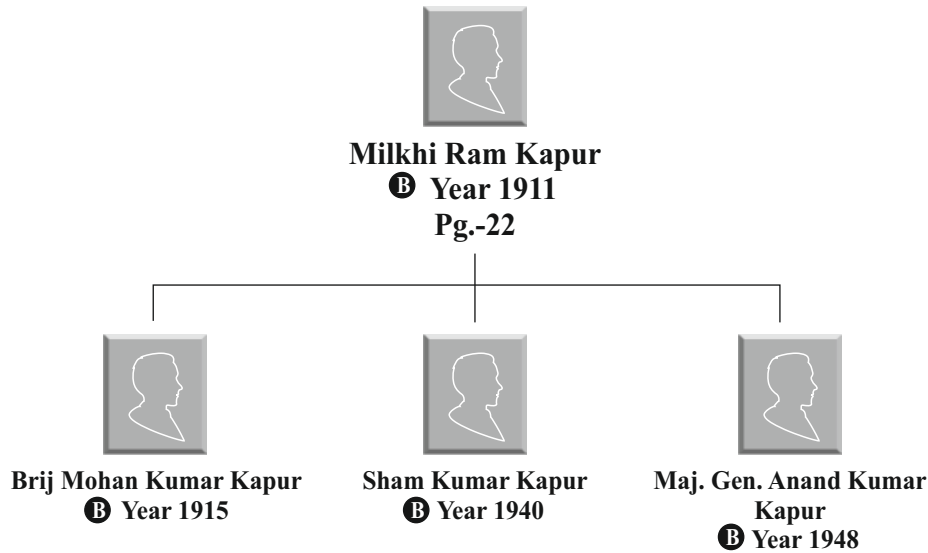 Milkhi Ram Kapur
B Year 1911
Pg.-22
Brij Mohan Kumar Kapur
B Year 1915
Sham Kumar Kapur
B Year 1940
Maj. Gen. Anand Kumar
Kapur
B Year 1948